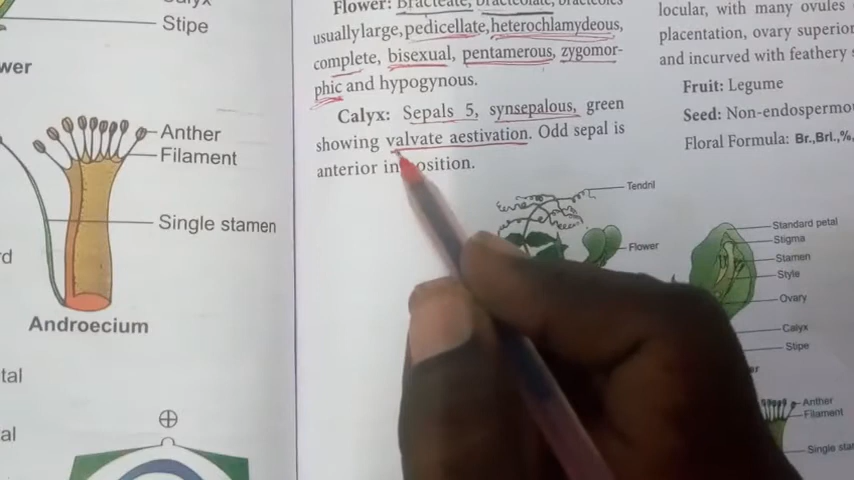 Stipe
wer
Anther
Filament
Single stamen
rd
Androecium
tal
al
Flower: Bracteate, bracteolate, bracteoles
usually large, pedicellate, heterochlamydeous,
complete, bisexual, pentamerous, zygomor-
phic and hypogynous.
Calyx: Sepals 5, synsepalous, green
showing valvate aestivation. Odd sepal is
anterior in position.
Tendril
Flower
locular, with many ovules
placentation, ovary superior
and incurved with feathery s
Fruit: Legume
Seed: Non-endospermo
Floral Formula: Br.,Brl.,%,
Standard petal
Stigma
Stamen
Style
Ovary
Calyx
Stipe
er
Anther
Filament
Single sta